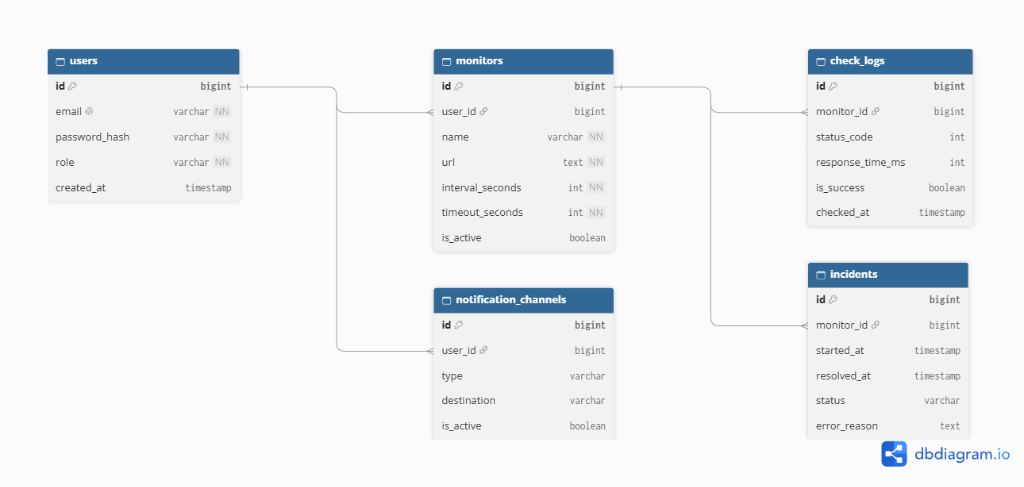 users
id bigint
email varchar NN
password_hash varchar NN
role varchar NN
created_at timestamp
monitors
id bigint
user_id bigint
name varchar NN
url text NN
interval_seconds int NN
timeout_seconds int NN
is_active boolean
check_logs
id bigint
monitor_id bigint
status_code int
response_time_ms int
is_success boolean
checked_at timestamp
notification_channels
id bigint
user_id bigint
type varchar
destination varchar
is_active boolean
incidents
id bigint
monitor_id bigint
started_at timestamp
resolved_at timestamp
status varchar
error_reason text
dbdiagram.io